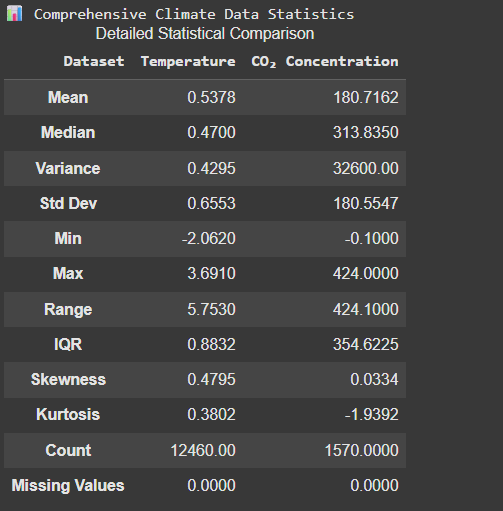 Comprehensive Climate Data Statistics
Detailed Statistical Comparison
Dataset Temperature CO₂ Concentration
Mean 0.5378 180.7162
Median 0.4700 313.8350
Variance 0.4295 32600.00
Std Dev 0.6553 180.5547
Min -2.0620 -0.1000
Max 3.6910 424.0000
Range 5.7530 424.1000
IQR 0.8832 354.6225
Skewness 0.4795 0.0334
Kurtosis 0.3802 -1.9392
Count 12460.00 1570.0000
Missing Values 0.0000 0.0000